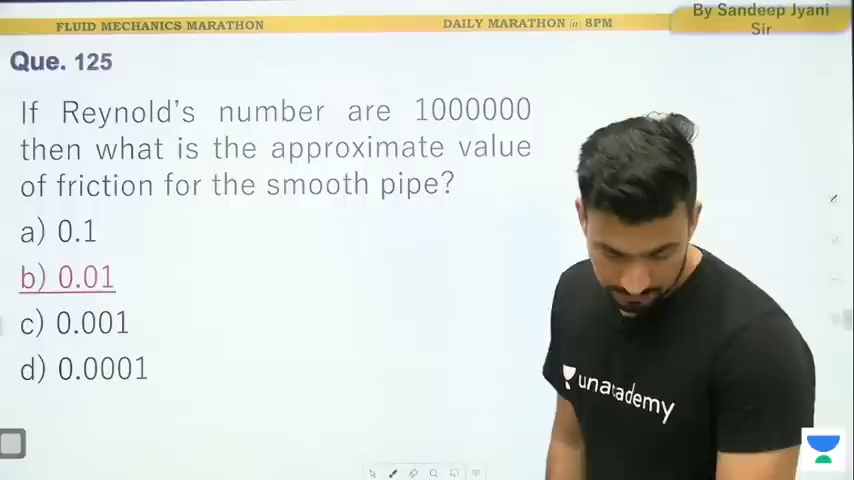 FLUID MECHANICS MARATHON
DAILY MARATHON @ 8PM
By Sandeep Jyani
Sir
Que. 125
If Reynold's number are 1000000
then what is the approximate value
of friction for the smooth pipe?
a) 0.1
b) 0.01
c) 0.001
d) 0.0001
unacademy